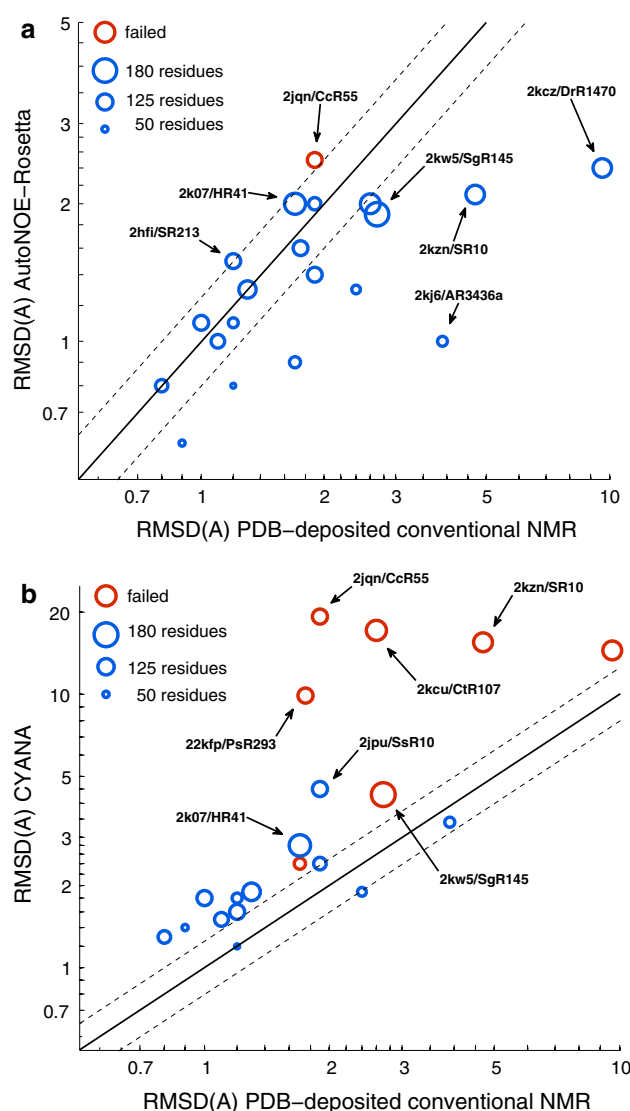 a
failed
180 residues
125 residues
50 residues
2jqn/CcR55
2kcz/DrR1470
2kw5/SgR145
2k07/HR41
2hfi/SR213
2kzn/SR10
2kj6/AR3436a
5
3
2
1
0.7
RMSD(A) AutoNOE-Rosetta
0.7 1 2 3 5 10
RMSD(A) PDB-deposited conventional NMR
b
failed
180 residues
125 residues
50 residues
2jqn/CcR55
2kzn/SR10
2kcu/CtR107
22kfp/PsR293
2jpu/SsR10
2k07/HR41
2kw5/SgR145
20
10
5
3
2
1
0.7
RMSD(A) CYANA
0.7 1 2 3 5 10
RMSD(A) PDB-deposited conventional NMR